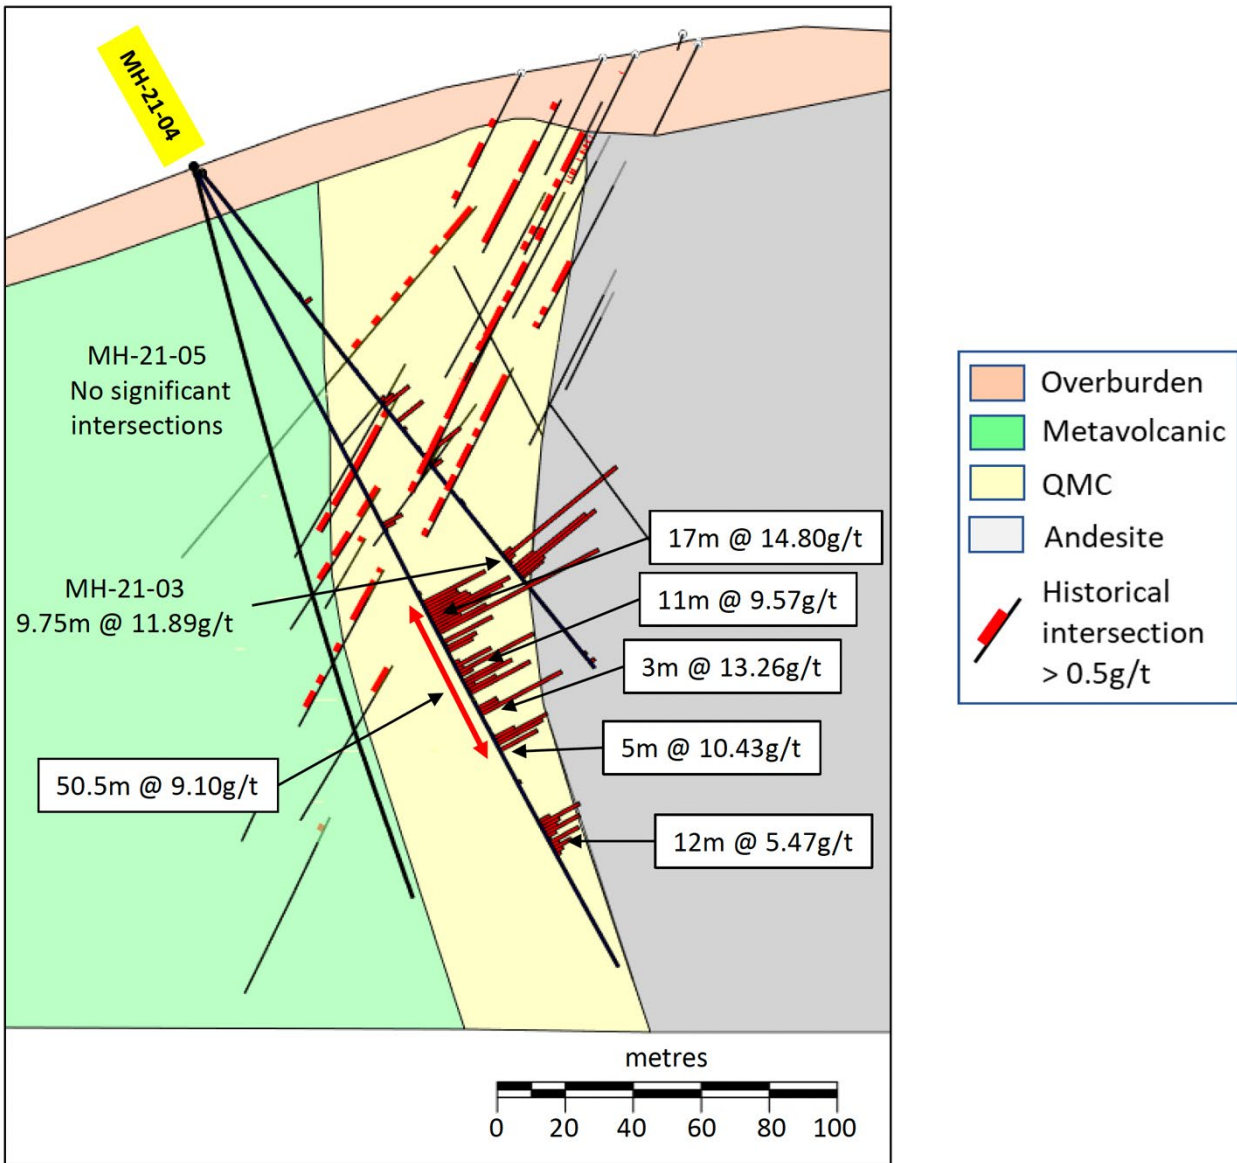 MH-21-04
MH-21-05
No significant
intersections
MH-21-03
9.75m @ 11.89g/t
17m @ 14.80g/t
11m @ 9.57g/t
3m @ 13.26g/t
5m @ 10.43g/t
50.5m @ 9.10g/t
12m @ 5.47g/t
metres
0 20 40 60 80 100
Overburden
Metavolcanic
QMC
Andesite
Historical
intersection
> 0.5g/t